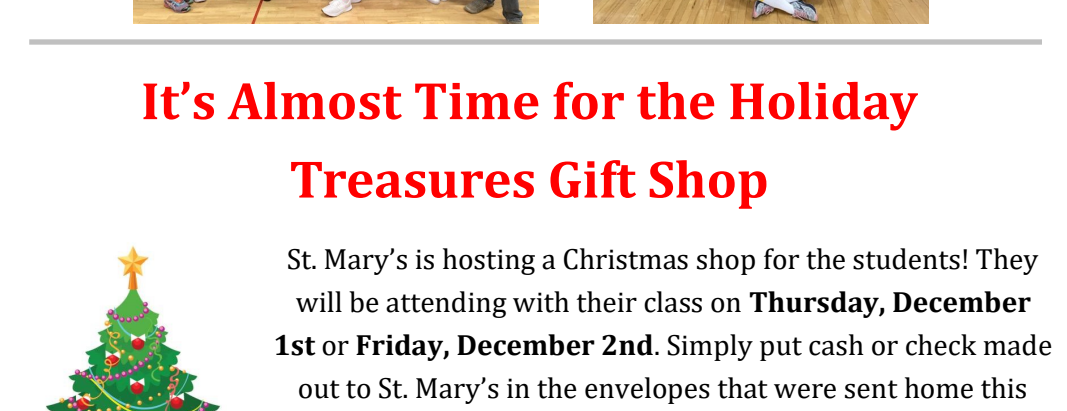 It’s Almost Time for the Holiday
Treasures Gift Shop
St. Mary’s is hosting a Christmas shop for the students! They
will be attending with their class on Thursday, December
1st or Friday, December 2nd. Simply put cash or check made
out to St. Mary’s in the envelopes that were sent home this